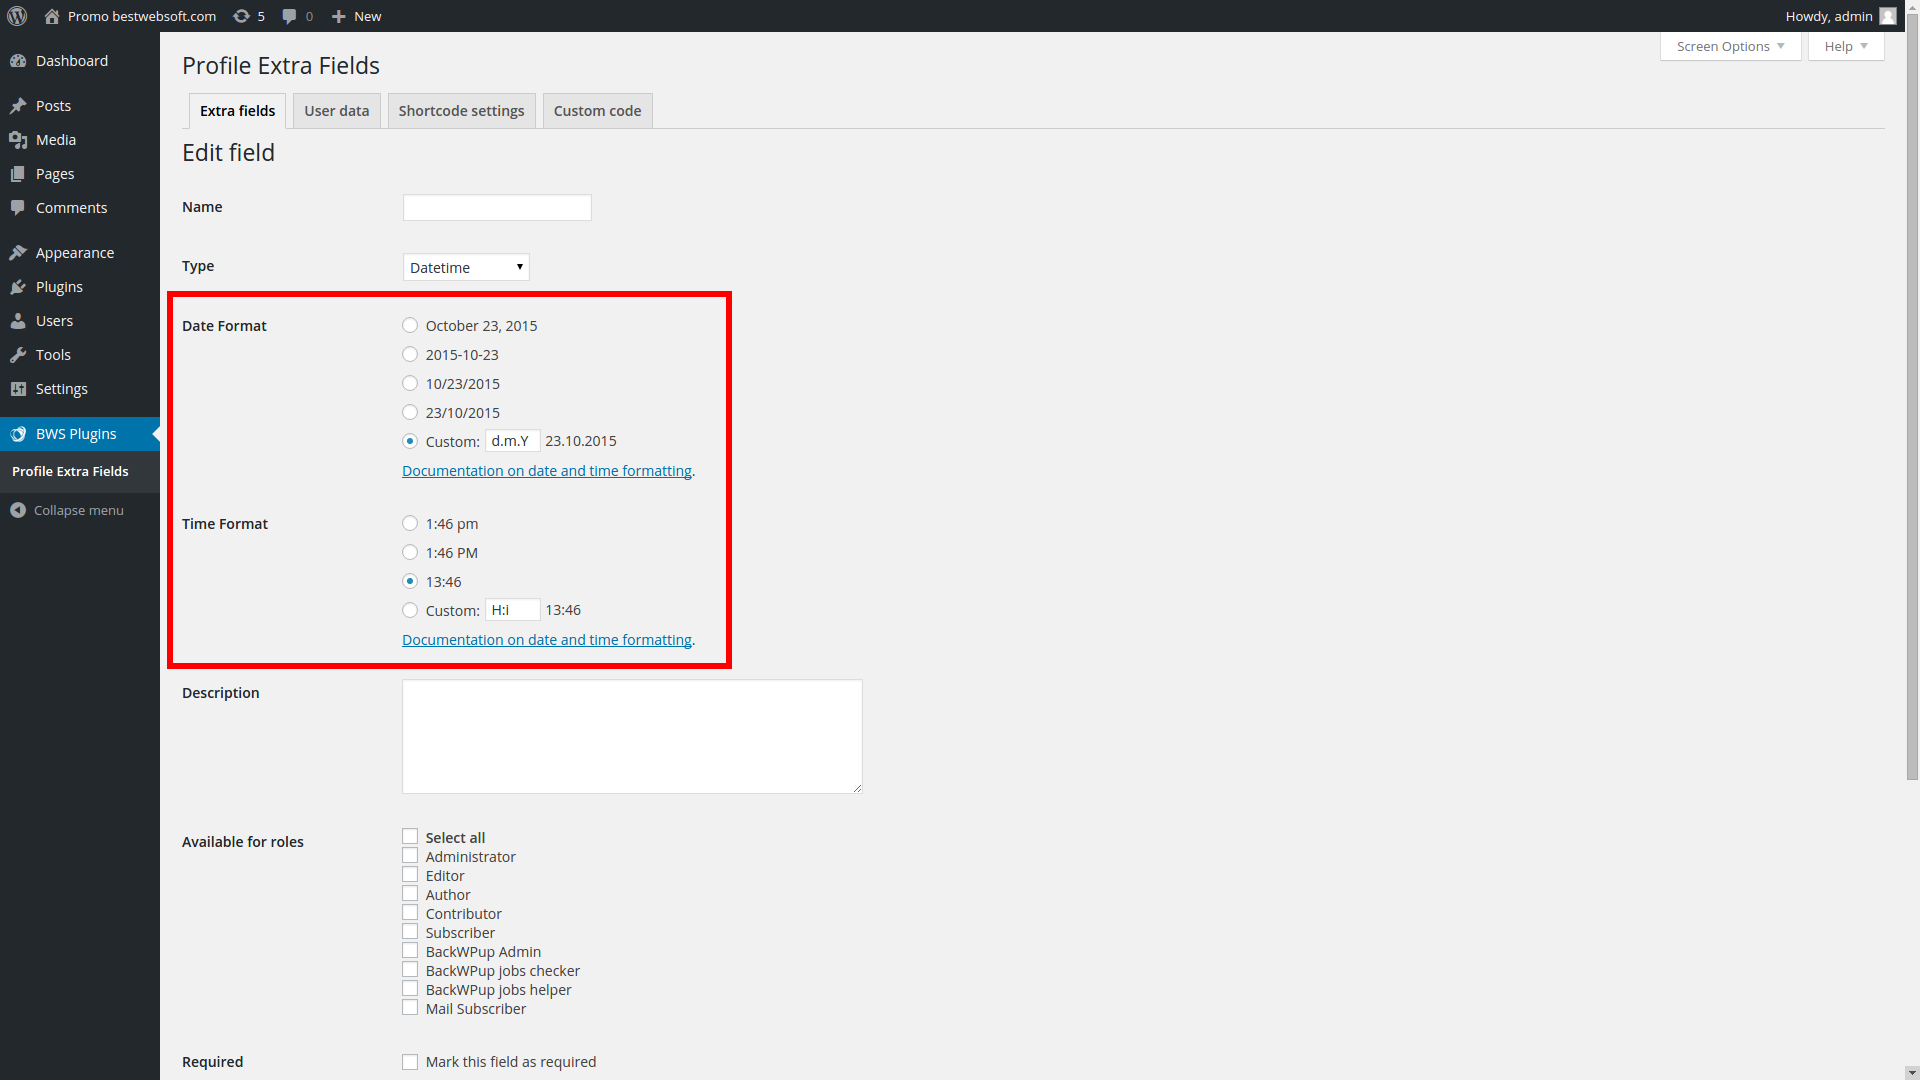 Promo bestwebsoft.com 5 0 New Howdy, admin
Screen Options Help
Dashboard
Posts
Media
Pages
Comments
Appearance
Plugins
Users
Tools
Settings
BWS Plugins
Profile Extra Fields
Collapse menu
Profile Extra Fields
Extra fields User data Shortcode settings Custom code
Edit field
Name
Type Datetime
Date Format
October 23, 2015
2015-10-23
10/23/2015
23/10/2015
Custom: d.m.Y 23.10.2015
Documentation on date and time formatting.
Time Format
1:46 pm
1:46 PM
13:46
Custom: H:i 13:46
Documentation on date and time formatting.
Description
Available for roles
Select all
Administrator
Editor
Author
Contributor
Subscriber
BackWPup Admin
BackWPup jobs checker
BackWPup jobs helper
Mail Subscriber
Required Mark this field as required